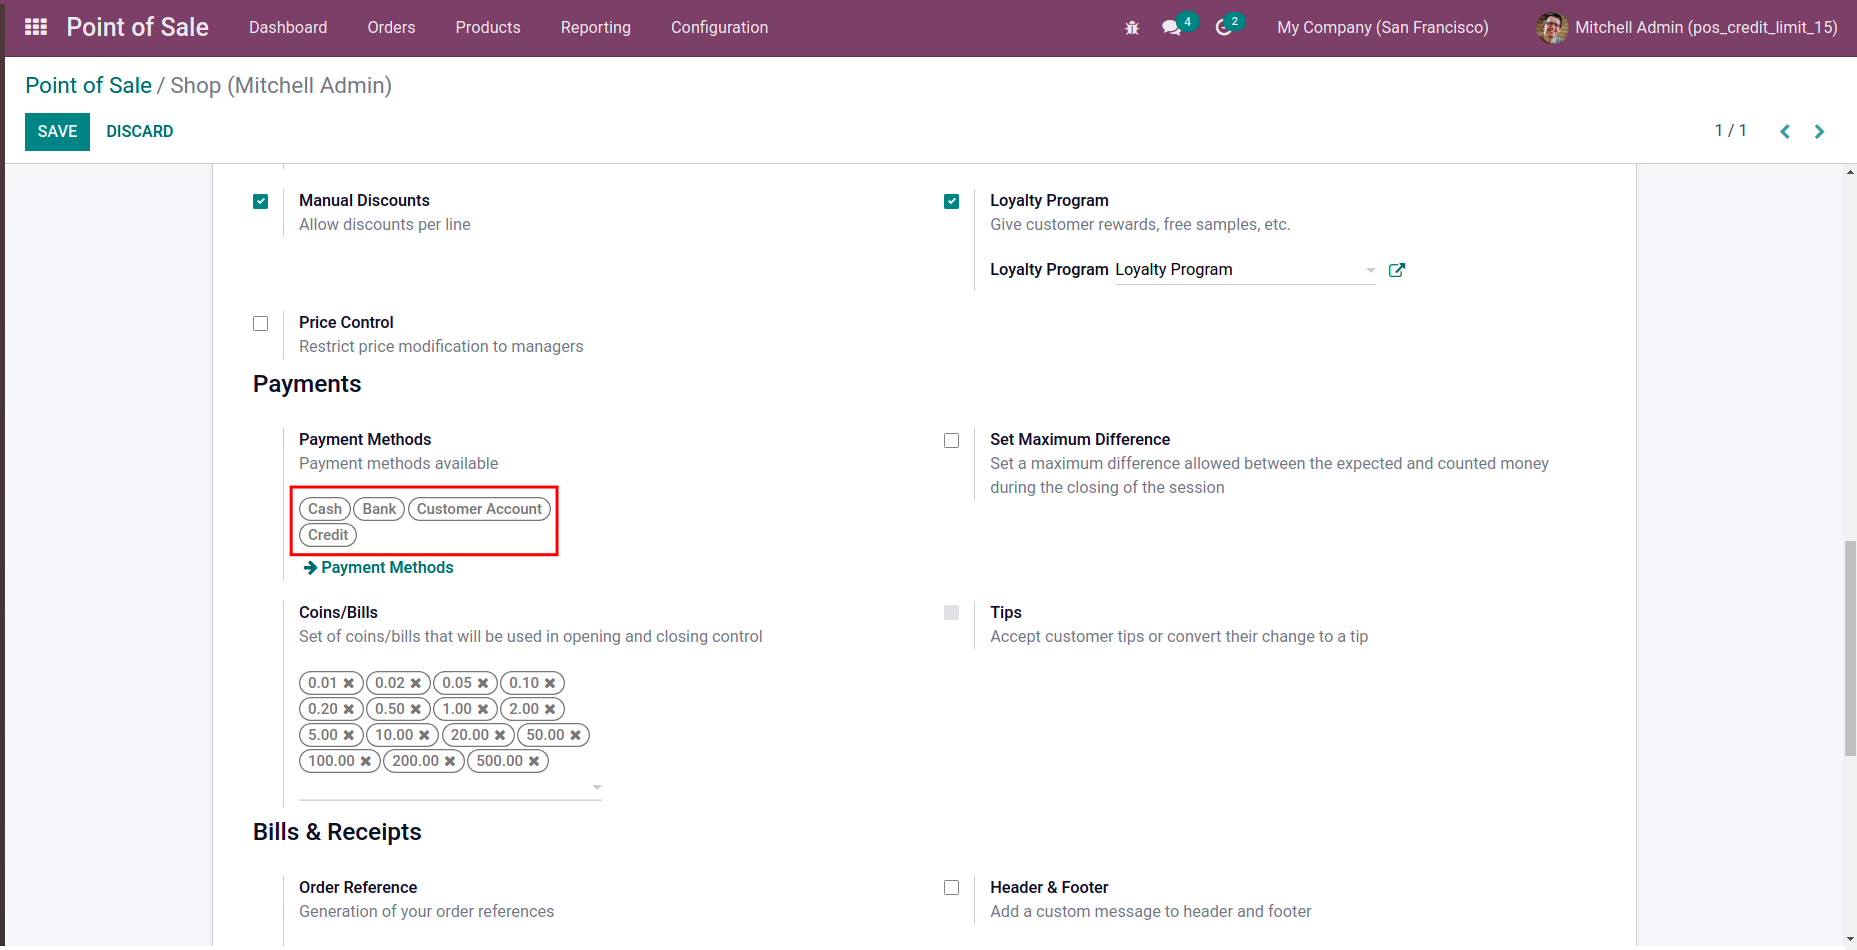 Point of Sale Dashboard Orders Products Reporting Configuration 4 2 My Company (San Francisco) Mitchell Admin (pos_credit_limit_15)
Point of Sale / Shop (Mitchell Admin)
SAVE DISCARD 1 / 1
Manual Discounts
Allow discounts per line
Loyalty Program
Give customer rewards, free samples, etc.
Loyalty Program Loyalty Program
Price Control
Restrict price modification to managers
Payments
Payment Methods
Payment methods available
Cash Bank Customer Account
Credit
Payment Methods
Set Maximum Difference
Set a maximum difference allowed between the expected and counted money
during the closing of the session
Coins/Bills
Set of coins/bills that will be used in opening and closing control
0.01 0.02 0.05 0.10
0.20 0.50 1.00 2.00
5.00 10.00 20.00 50.00
100.00 200.00 500.00
Tips
Accept customer tips or convert their change to a tip
Bills & Receipts
Order Reference
Generation of your order references
Header & Footer
Add a custom message to header and footer